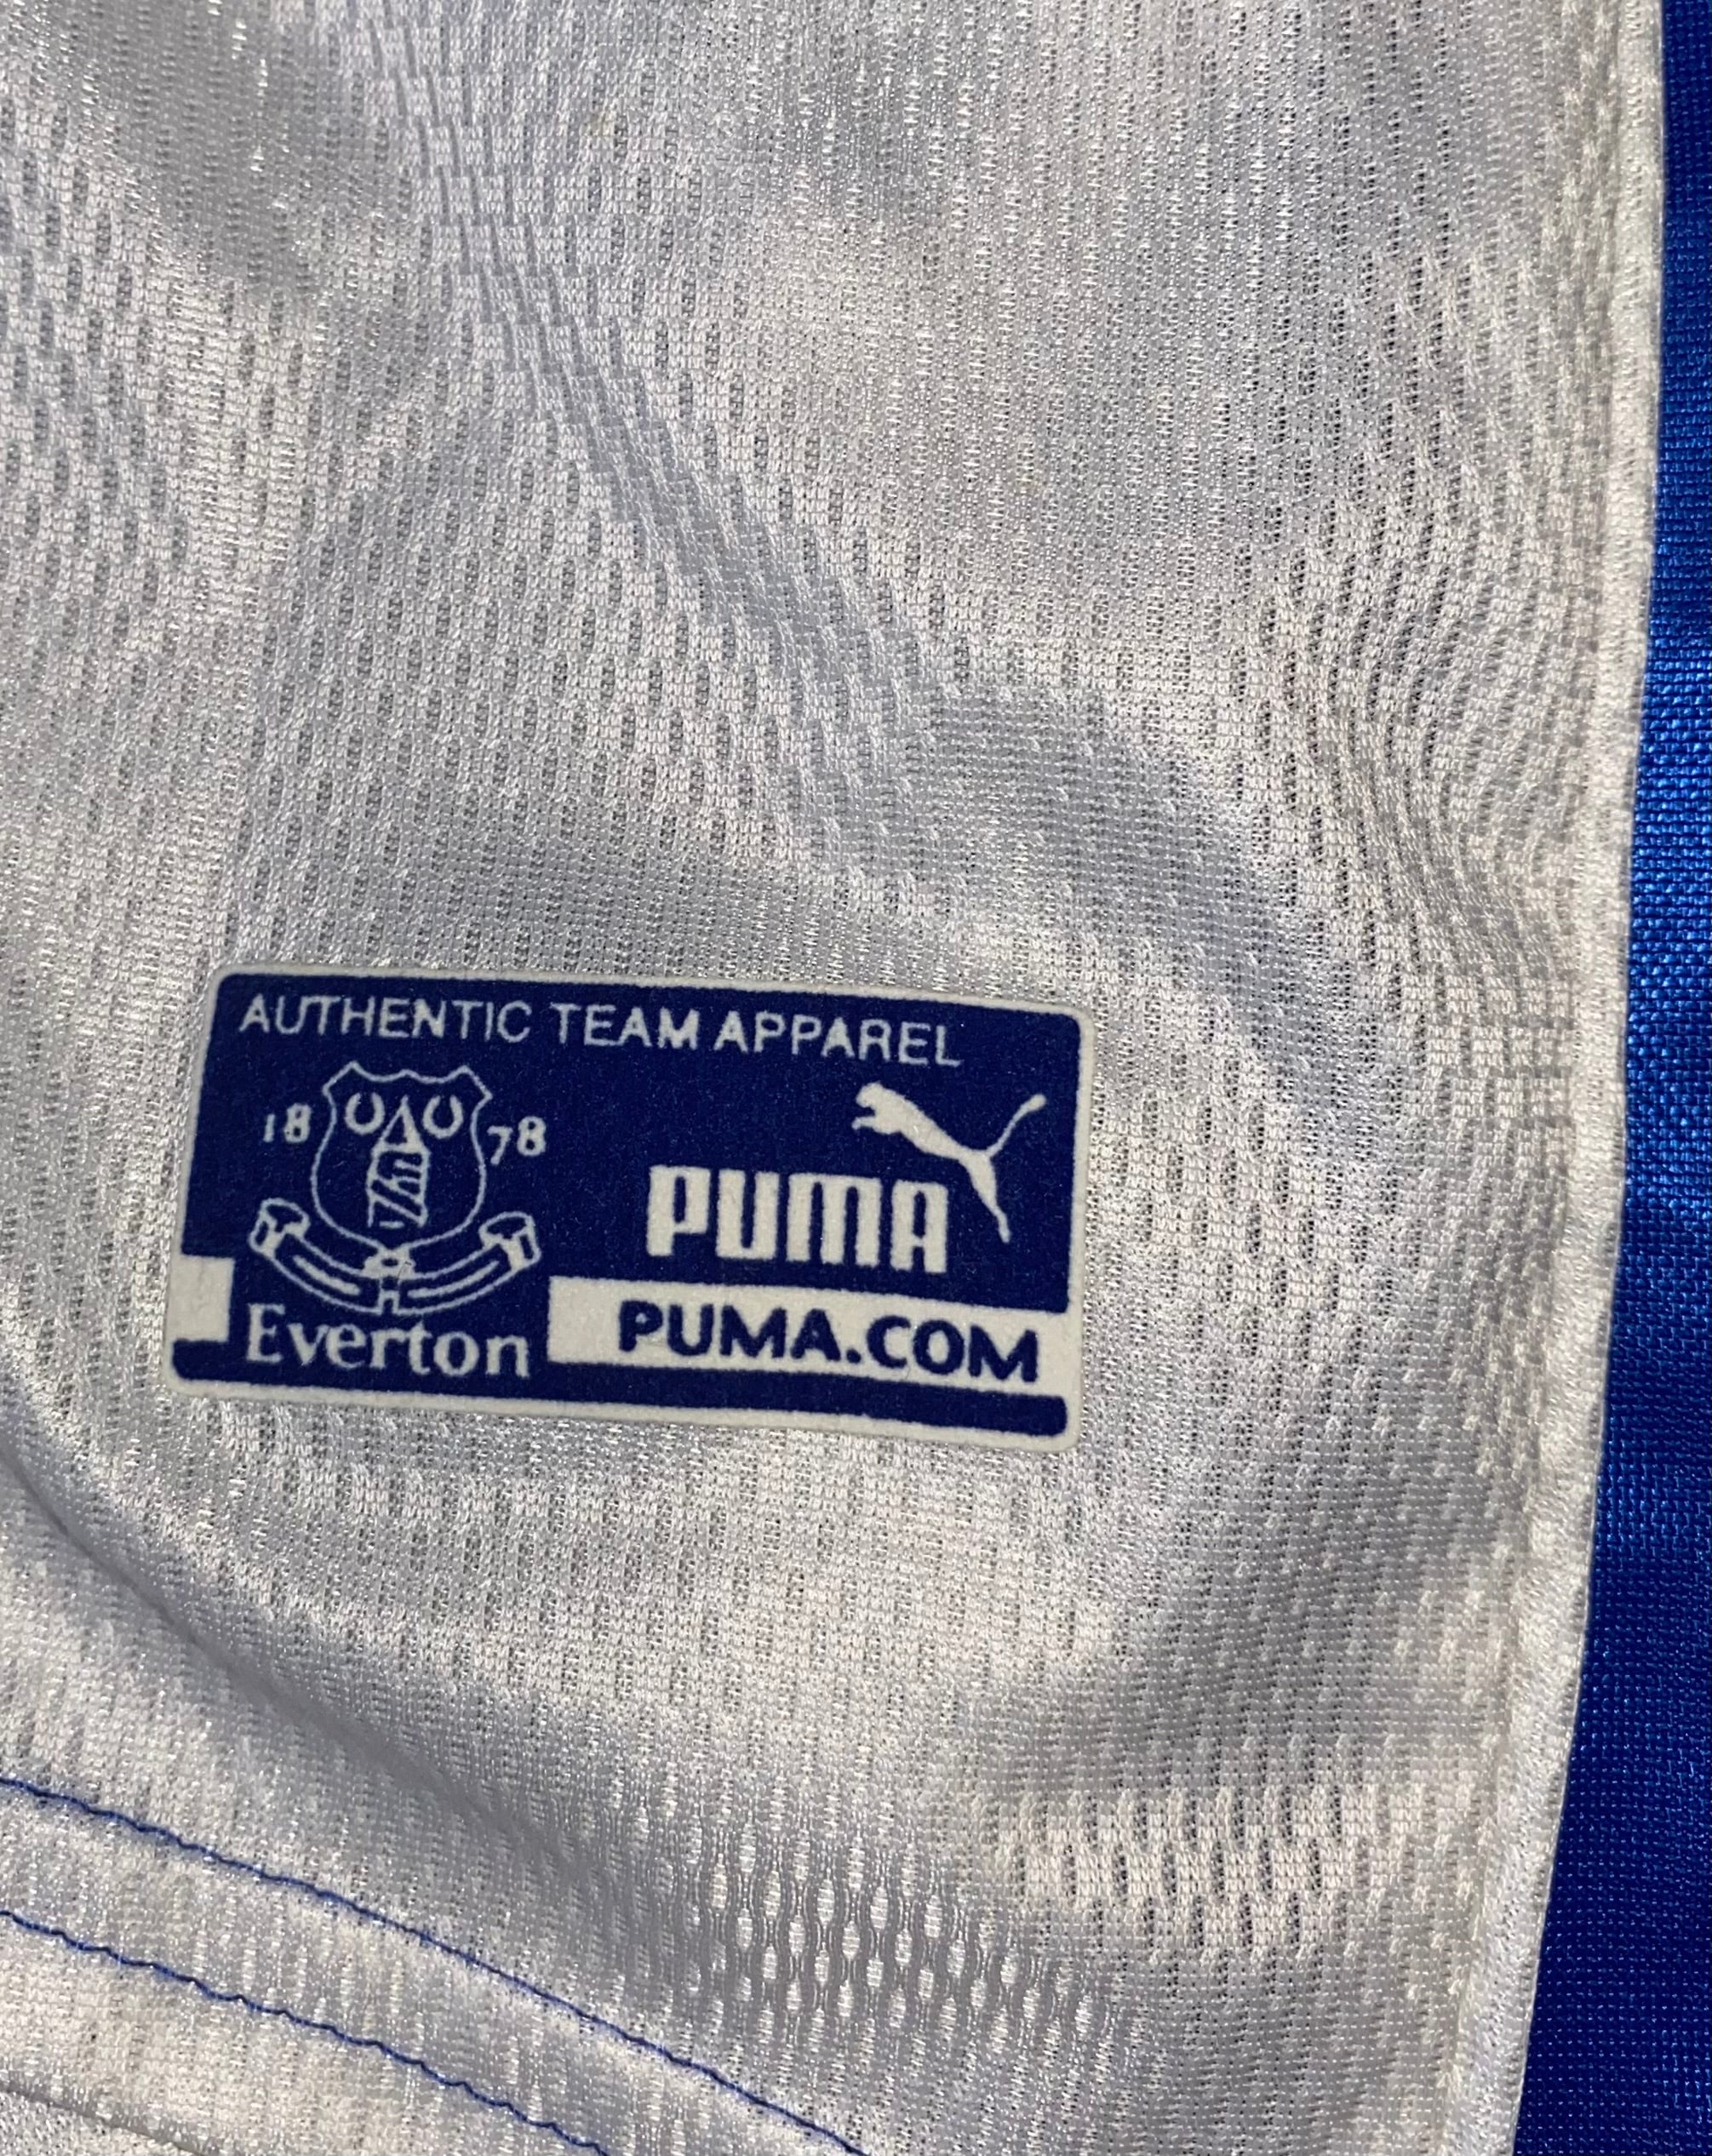 AUTHENTIC TEAM APPAREL
18 78
PUMA
Everton
PUMA.COM